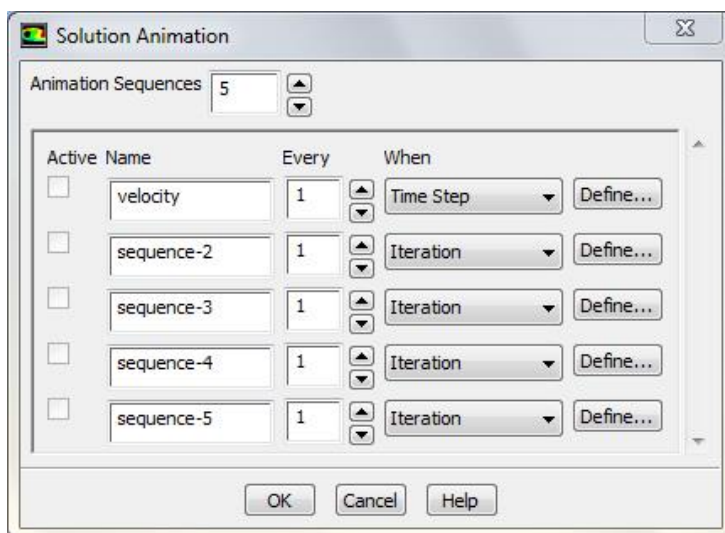 Solution Animation
Animation Sequences 5
Active Name Every When
velocity 1 Time Step Define...
sequence-2 1 Iteration Define...
sequence-3 1 Iteration Define...
sequence-4 1 Iteration Define...
sequence-5 1 Iteration Define...
OK Cancel Help